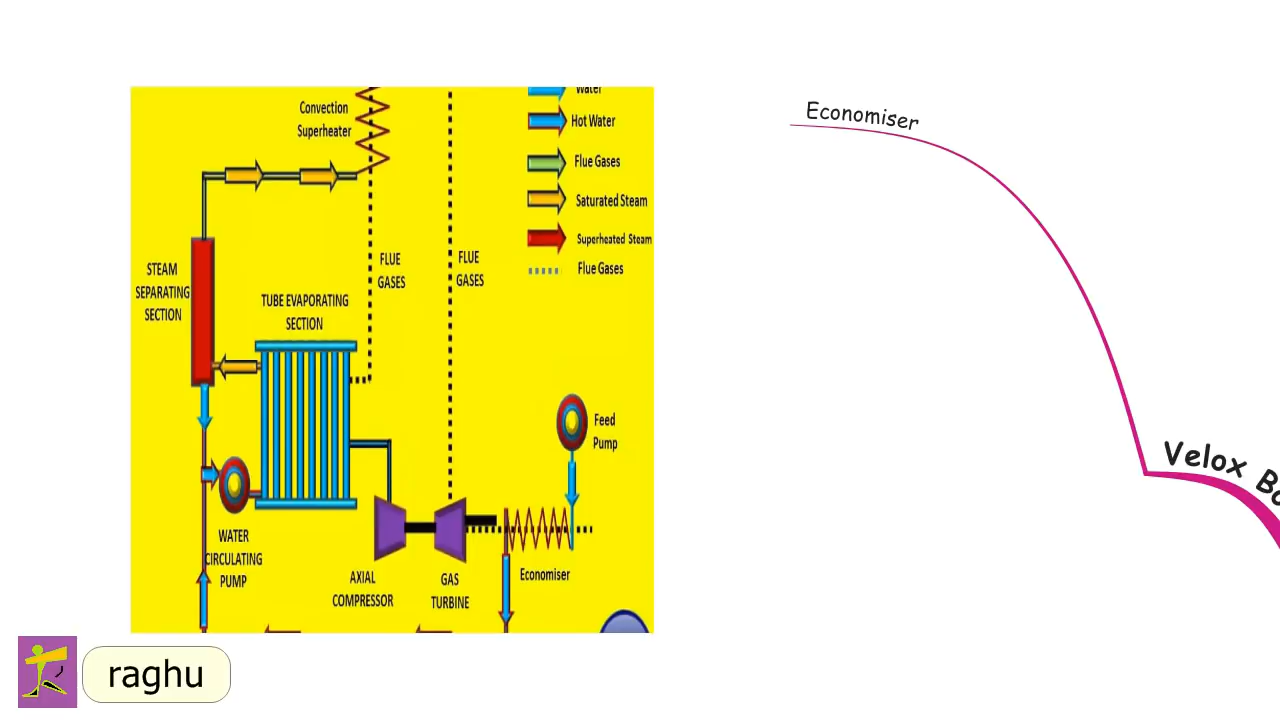 Water
Convection
Superheater
Hot Water
Flue Gases
Saturated Steam
Superheated Steam
Flue Gases
FLUE
GASES
FLUE
GASES
STEAM
SEPARATING
SECTION
TUBE EVAPORATING
SECTION
Feed
Pump
WATER
CIRCULATING
PUMP
AXIAL
COMPRESSOR
GAS
TURBINE
Economiser
Economiser
Velox
raghu